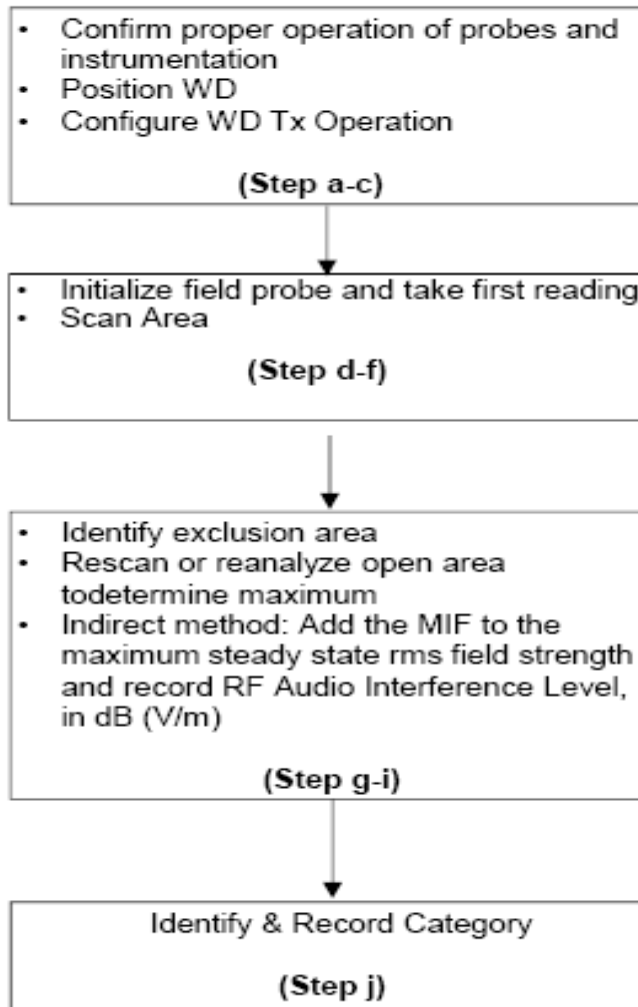 • Confirm proper operation of probes and
instrumentation
• Position WD
• Configure WD Tx Operation
(Step a-c)
• Initialize field probe and take first reading
• Scan Area
(Step d-f)
• Identify exclusion area
• Rescan or reanalyze open area
todetermine maximum
• Indirect method: Add the MIF to the
maximum steady state rms field strength
and record RF Audio Interference Level,
in dB (V/m)
(Step g-i)
Identify & Record Category
(Step j)